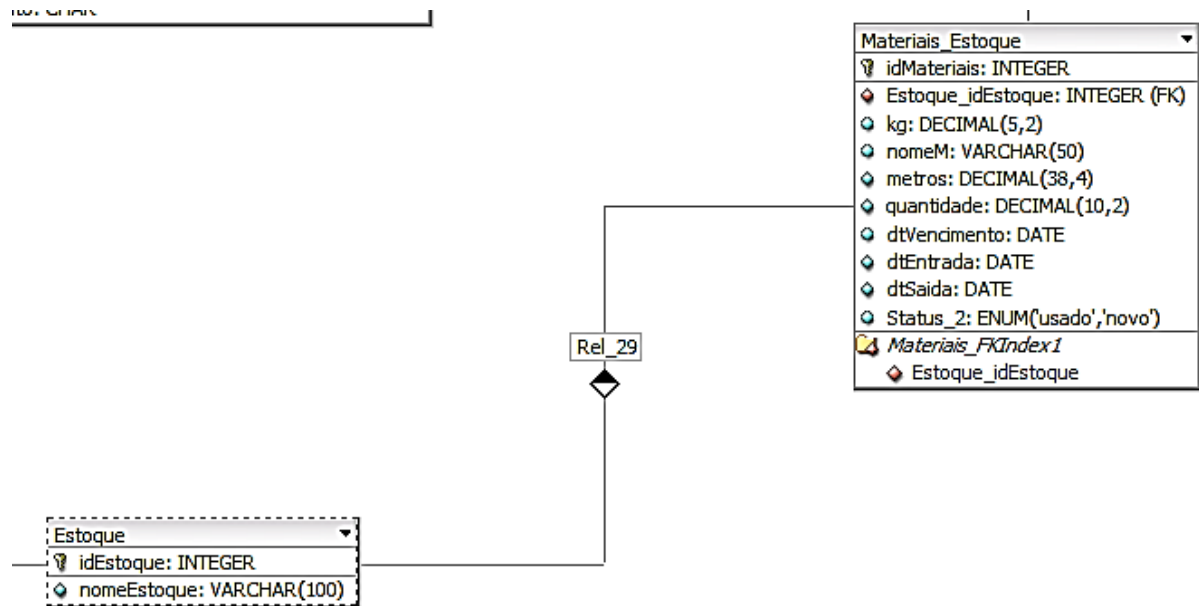 CHAR
Materiais_Estoque
idMateriais: INTEGER
Estoque_idEstoque: INTEGER (FK)
kg: DECIMAL(5,2)
nomeM: VARCHAR(50)
metros: DECIMAL(38,4)
quantidade: DECIMAL(10,2)
dtVencimento: DATE
dtEntrada: DATE
dtSaida: DATE
Status_2: ENUM('usado','novo')
Materiais_FKIndex1
Estoque_idEstoque
Rel_29
Estoque
idEstoque: INTEGER
nomeEstoque: VARCHAR(100)